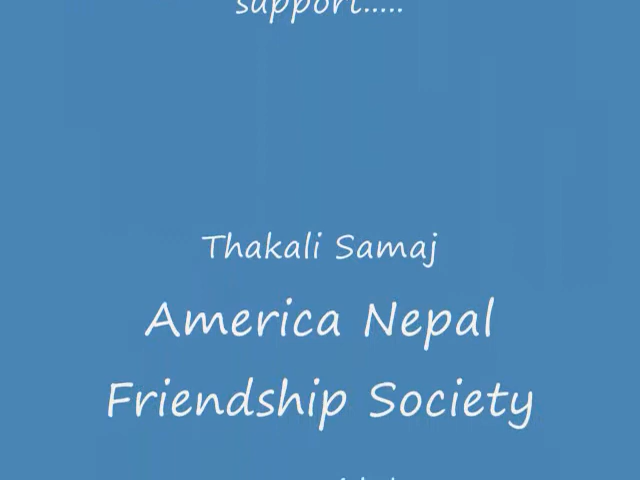 support.....
Thakali Samaj
America Nepal
Friendship Society